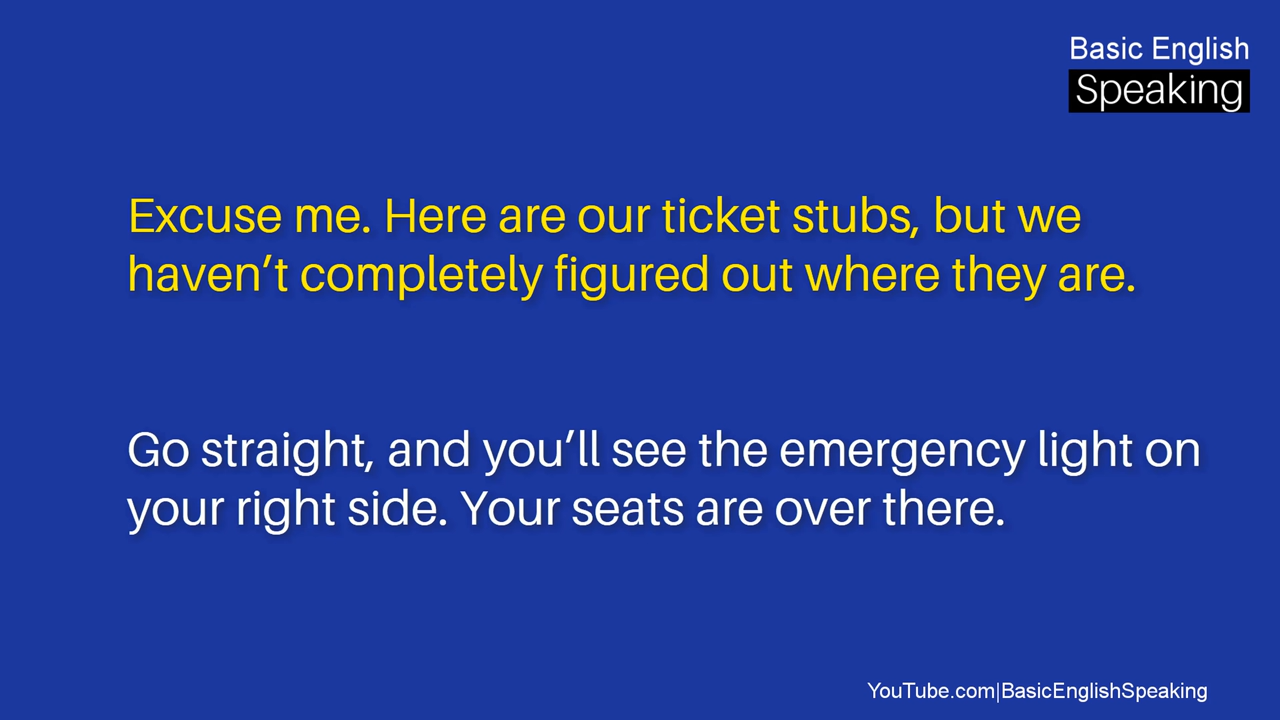 Basic English
Speaking
Excuse me. Here are our ticket stubs, but we
haven’t completely figured out where they are.
Go straight, and you’ll see the emergency light on
your right side. Your seats are over there.
YouTube.com|BasicEnglishSpeaking